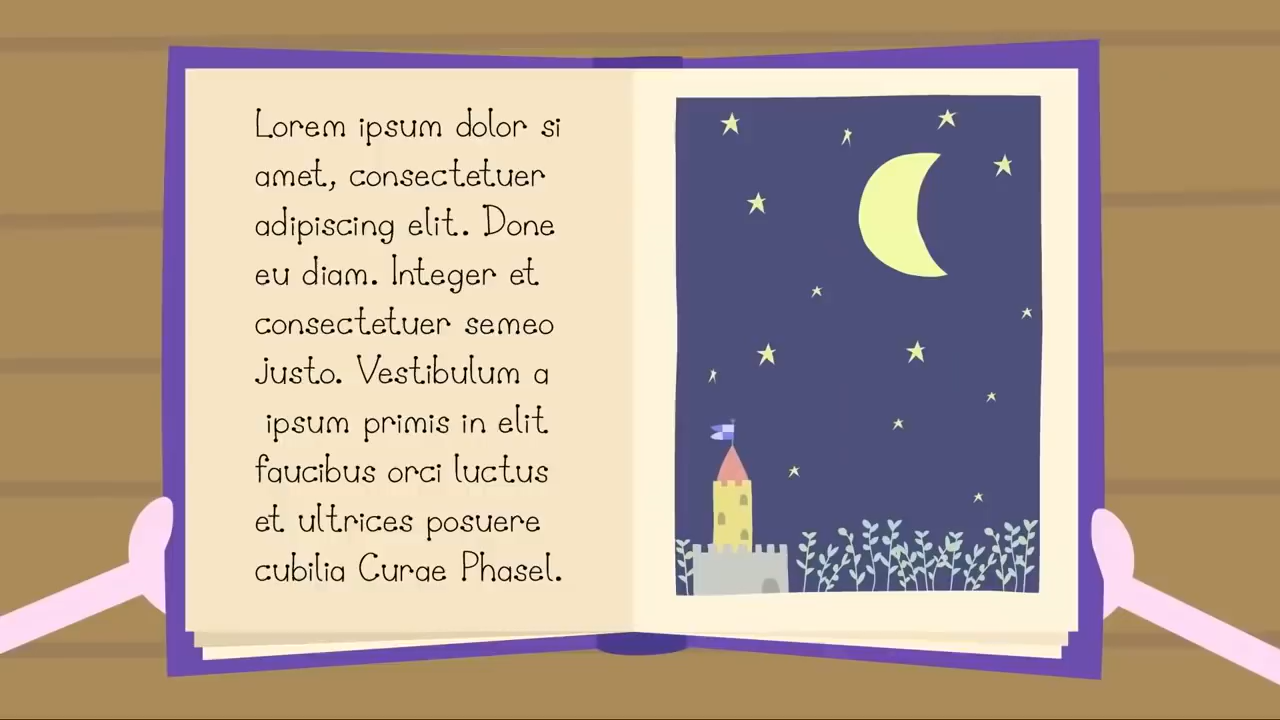 Lorem ipsum dolor si
amet, consectetuer
adipiscing elit. Done
eu diam. Integer et
consectetuer semeo
justo. Vestibulum a
ipsum primis in elit
faucibus orci luctus
et ultrices posuere
cubilia Curae Phasel.